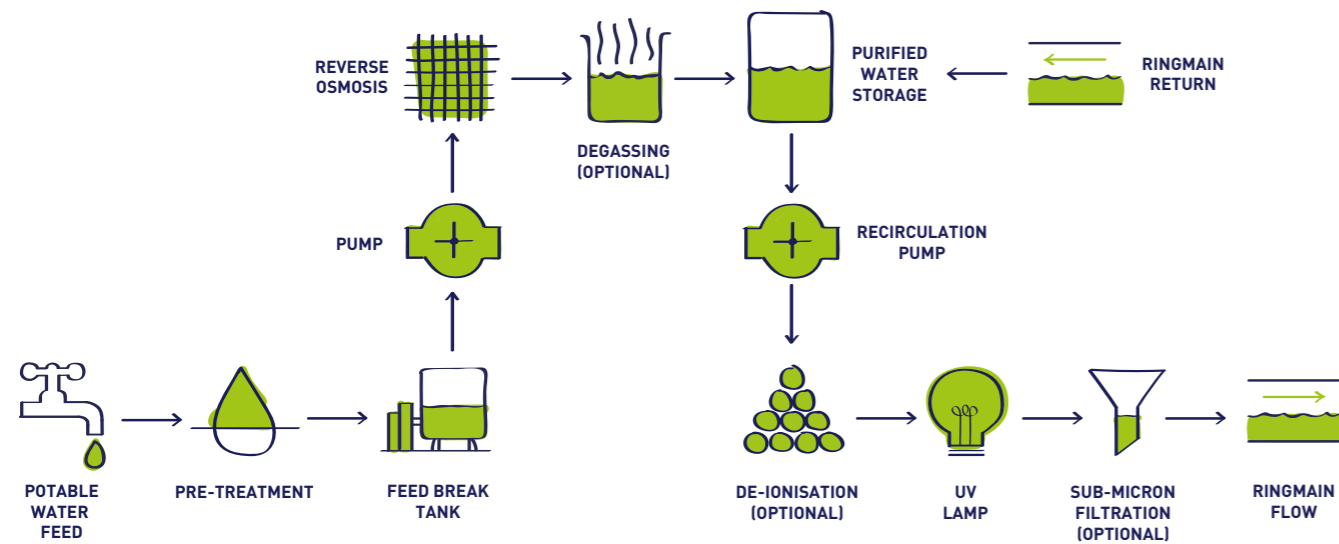 REVERSE
OSMOSIS
DEGASSING
(OPTIONAL)
PURIFIED
WATER
STORAGE
RINGMAIN
RETURN
PUMP
RECIRCULATION
PUMP
POTABLE
WATER
FEED
PRE-TREATMENT
FEED BREAK
TANK
DE-IONISATION
(OPTIONAL)
UV
LAMP
SUB-MICRON
FILTRATION
(OPTIONAL)
RINGMAIN
FLOW